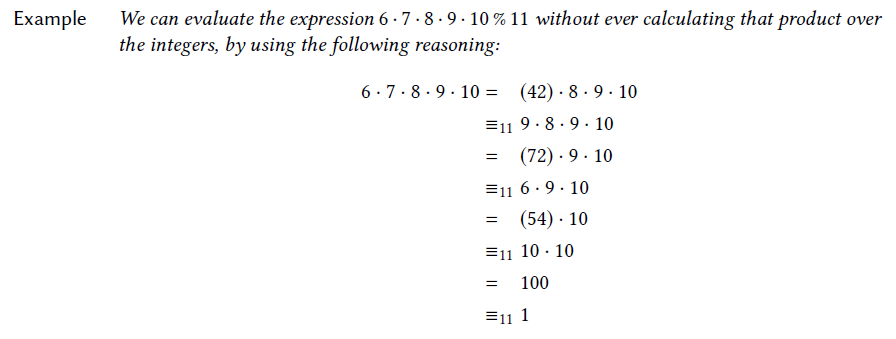 Example We can evaluate the expression 6 · 7 · 8 · 9 · 10 % 11 without ever calculating that product over
the integers, by using the following reasoning:
6 · 7 · 8 · 9 · 10 = (42) · 8 · 9 · 10
≡₁₁ 9 · 8 · 9 · 10
= (72) · 9 · 10
≡₁₁ 6 · 9 · 10
= (54) · 10
≡₁₁ 10 · 10
= 100
≡₁₁ 1